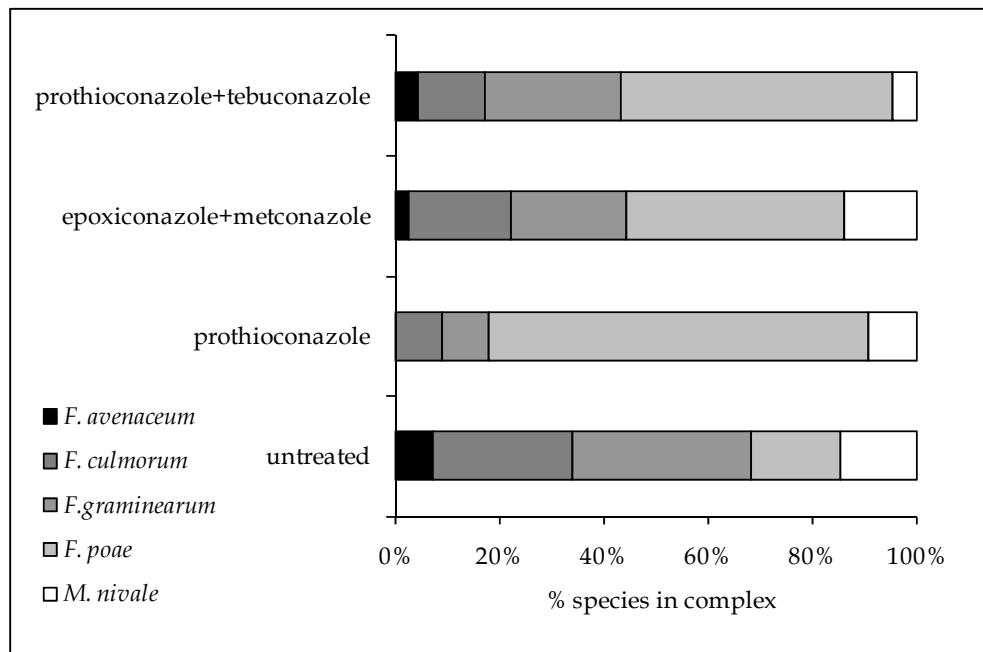 prothioconazole+tebuconazole
epoxiconazole+metconazole
prothioconazole
untreated
F. avenaceum
F. culmorum
F.graminearum
F. poae
M. nivale
0% 20% 40% 60% 80% 100%
% species in complex